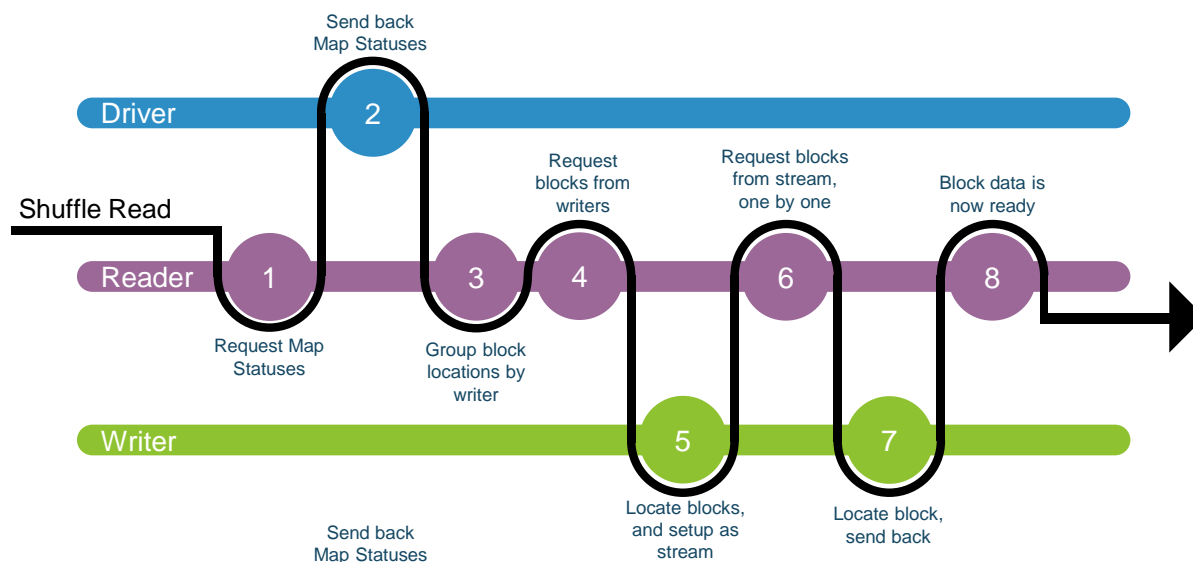 Send back
Map Statuses
Driver
2
Request
blocks from
writers
Request blocks
from stream,
one by one
Block data is
now ready
Shuffle Read
Reader
1
3
4
6
8
Request Map
Statuses
Group block
locations by
writer
Writer
5
7
Locate blocks,
and setup as
stream
Locate block,
send back
Send back
Map Statuses